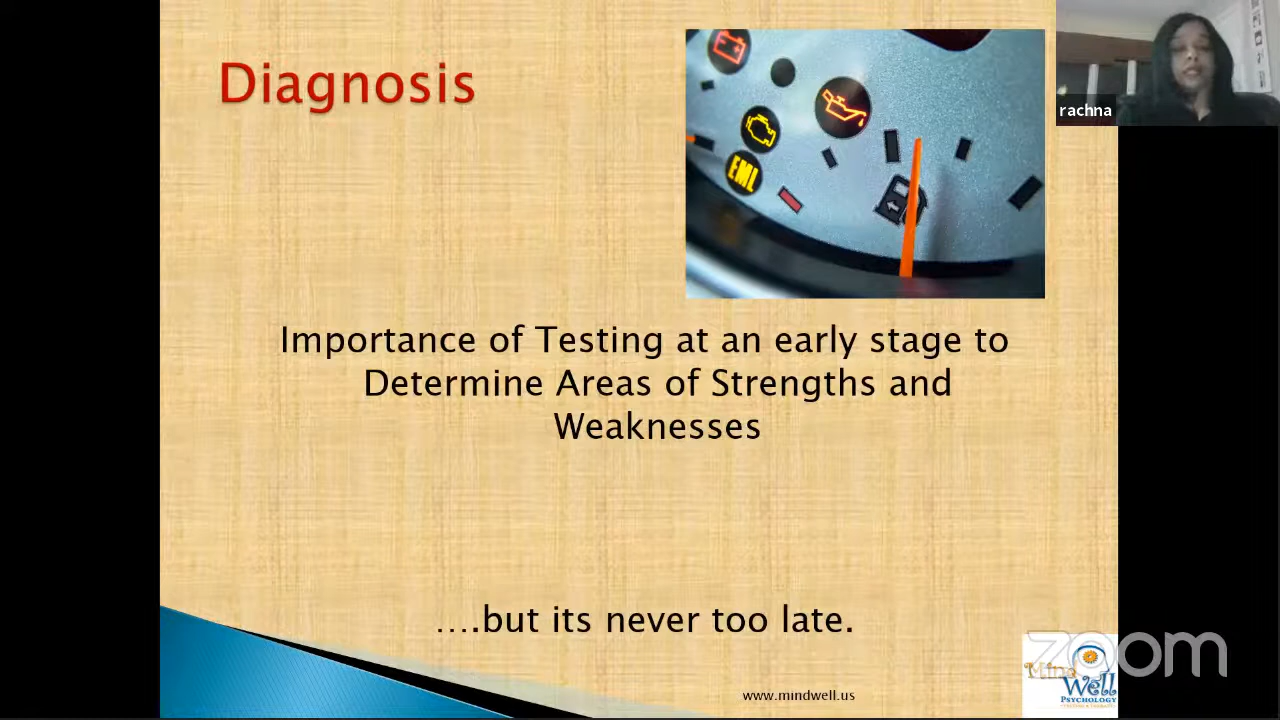 Diagnosis
EML
rachna
Importance of Testing at an early stage to
Determine Areas of Strengths and
Weaknesses
….but its never too late.
zoom
Mind
Well
PSYCHOLOGY
www.mindwell.us